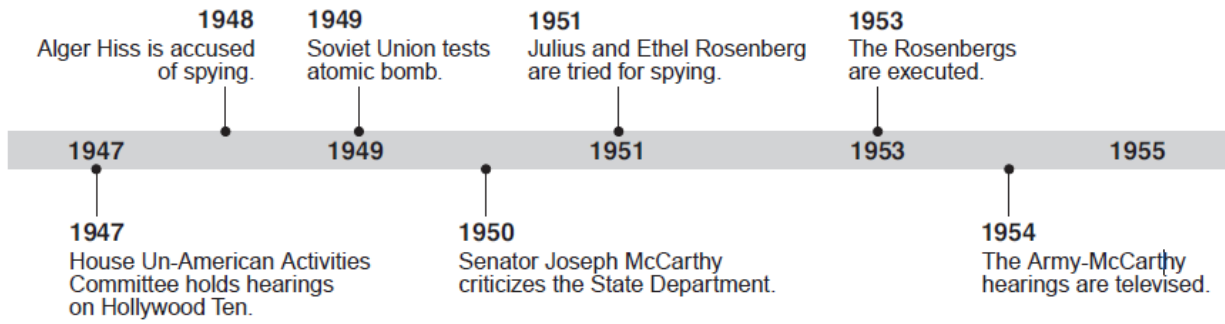 1948
Alger Hiss is accused
of spying.
1949
Soviet Union tests
atomic bomb.
1951
Julius and Ethel Rosenberg
are tried for spying.
1953
The Rosenbergs
are executed.
1947
1949
1951
1953
1955
1947
House Un-American Activities
Committee holds hearings
on Hollywood Ten.
1950
Senator Joseph McCarthy
criticizes the State Department.
1954
The Army-McCarthy
hearings are televised.